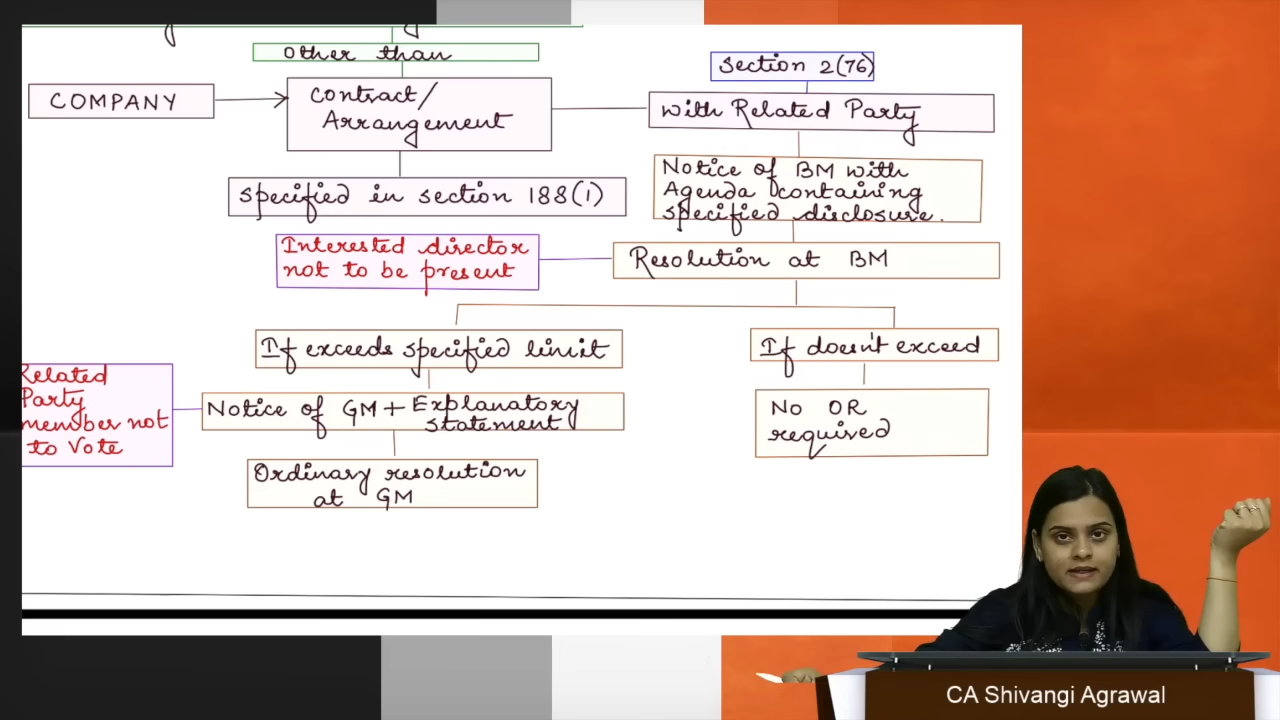 Other than
Section 2(76)
COMPANY
Contract/
Arrangement
with Related Party
Notice of BM with
Agenda containing
specified disclosure.
specified in section 188(1)
Interested director
not to be present
Resolution at BM
If exceeds specified limit
If doesn't exceed
Related
Party
member not
to Vote
Notice of GM + Explanatory
statement
No OR
required
Ordinary resolution
at GM
CA Shivangi Agrawal